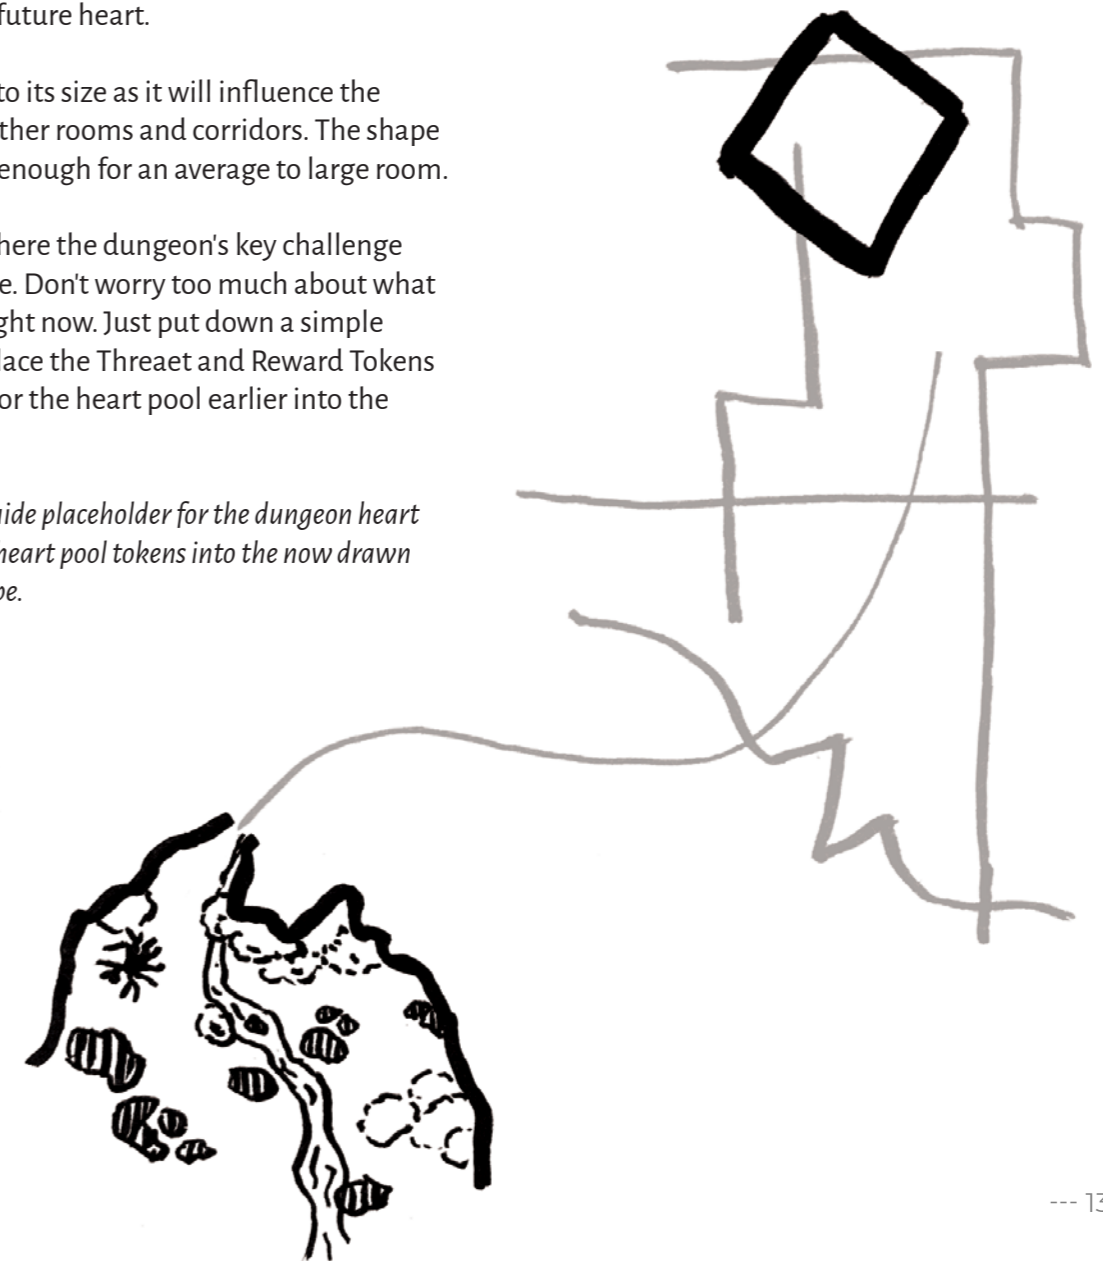 future heart.
to its size as it will influence the
ther rooms and corridors. The shape
enough for an average to large room.
here the dungeon's key challenge
e. Don't worry too much about what
ght now. Just put down a simple
lace the Threaet and Reward Tokens
or the heart pool earlier into the
uide placeholder for the dungeon heart
heart pool tokens into the now drawn
pe.
--- 13